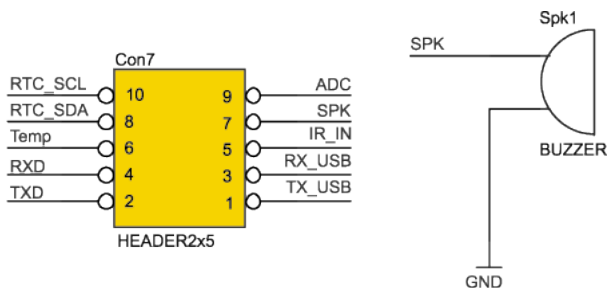 Spk1
SPK
Con7
RTC_SCL 10 9 ADC
RTC_SDA 8 7 SPK
Temp 6 5 IR_IN
RXD 4 3 RX_USB
TXD 2 1 TX_USB
BUZZER
HEADER2x5
GND